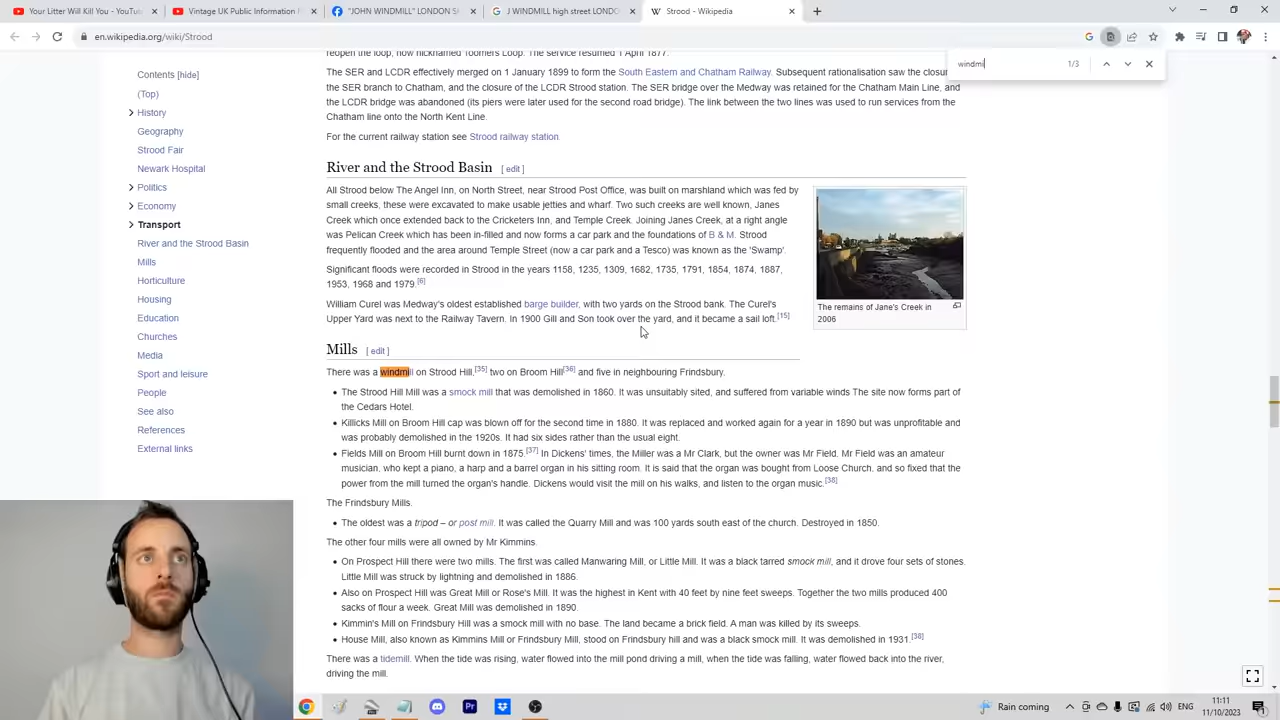 Your Litter Will Kill You - YouTu
Vintage UK Public Information F
"JOHN WINDMILL" LONDON S
J WINDMILL high street LONDO
Strood - Wikipedia
en.wikipedia.org/wiki/Strood
windmi
1/3
Contents [hide]
(Top)
History
Geography
Strood Fair
Newark Hospital
Politics
Economy
Transport
River and the Strood Basin
Mills
Horticulture
Housing
Education
Churches
Media
Sport and leisure
People
See also
References
External links
reopen the loop, now nicknamed Toomers Loop. The service resumed 1 April 1877.
The SER and LCDR effectively merged on 1 January 1899 to form the South Eastern and Chatham Railway. Subsequent rationalisation saw the closur
the SER branch to Chatham, and the closure of the LCDR Strood station. The SER bridge over the Medway was retained for the Chatham Main Line, and
the LCDR bridge was abandoned (its piers were later used for the second road bridge). The link between the two lines was used to run services from the
Chatham line onto the North Kent Line.
For the current railway station see Strood railway station.
River and the Strood Basin [ edit ]
All Strood below The Angel Inn, on North Street, near Strood Post Office, was built on marshland which was fed by
small creeks, these were excavated to make usable jetties and wharf. Two such creeks are well known, Janes
Creek which once extended back to the Cricketers Inn, and Temple Creek. Joining Janes Creek, at a right angle
was Pelican Creek which has been in-filled and now forms a car park and the foundations of B & M. Strood
frequently flooded and the area around Temple Street (now a car park and a Tesco) was known as the 'Swamp'.
Significant floods were recorded in Strood in the years 1158, 1235, 1309, 1682, 1735, 1791, 1854, 1874, 1887,
1953, 1968 and 1979.[6]
William Curel was Medway's oldest established barge builder, with two yards on the Strood bank. The Curel's
Upper Yard was next to the Railway Tavern. In 1900 Gill and Son took over the yard, and it became a sail loft.[15]
The remains of Jane's Creek in
2006
Mills [ edit ]
There was a windmill on Strood Hill,[35] two on Broom Hill[36] and five in neighbouring Frindsbury.
The Strood Hill Mill was a smock mill that was demolished in 1860. It was unsuitably sited, and suffered from variable winds The site now forms part of
the Cedars Hotel.
Killicks Mill on Broom Hill cap was blown off for the second time in 1880. It was replaced and worked again for a year in 1890 but was unprofitable and
was probably demolished in the 1920s. It had six sides rather than the usual eight.
Fields Mill on Broom Hill burnt down in 1875.[37] In Dickens' times, the Miller was a Mr Clark, but the owner was Mr Field. Mr Field was an amateur
musician, who kept a piano, a harp and a barrel organ in his sitting room. It is said that the organ was bought from Loose Church, and so fixed that the
power from the mill turned the organ's handle. Dickens would visit the mill on his walks, and listen to the organ music.[38]
The Frindsbury Mills.
The oldest was a tripod – or post mill. It was called the Quarry Mill and was 100 yards south east of the church. Destroyed in 1850.
The other four mills were all owned by Mr Kimmins.
On Prospect Hill there were two mills. The first was called Manwaring Mill, or Little Mill. It was a black tarred smock mill, and it drove four sets of stones.
Little Mill was struck by lightning and demolished in 1886.
Also on Prospect Hill was Great Mill or Rose's Mill. It was the highest in Kent with 40 feet by nine feet sweeps. Together the two mills produced 400
sacks of flour a week. Great Mill was demolished in 1890.
Kimmin's Mill on Frindsbury Hill was a smock mill with no base. The land became a brick field. A man was killed by its sweeps.
House Mill, also known as Kimmins Mill or Frindsbury Mill, stood on Frindsbury hill and was a black smock mill. It was demolished in 1931.[38]
There was a tidemill. When the tide was rising, water flowed into the mill pond driving a mill, when the tide was falling, water flowed back into the river,
driving the mill.
Pr
Raining coming
ENG
11:11
11/10/2023